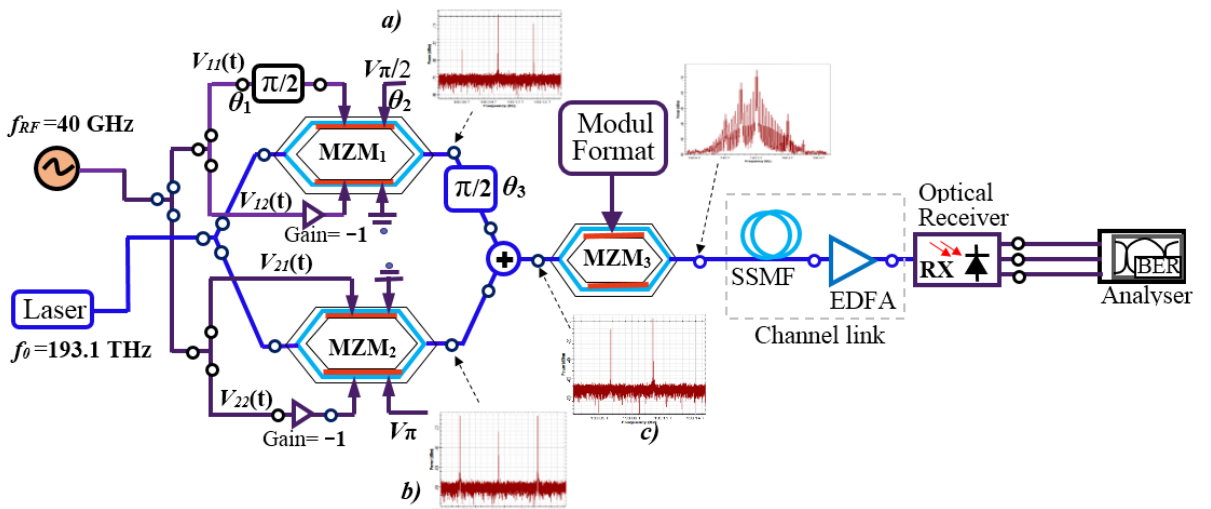 a)
V11(t)
π/2
Vπ/2
θ1
θ2
fRF=40 GHz
MZM1
Modul
Format
π/2
θ3
V12(t)
Gain= −1
Optical
Receiver
MZM3
SSMF
RX
BER
V21(t)
EDFA
Analyser
Laser
Channel link
f0=193.1 THz
MZM2
V22(t)
Gain= −1
Vπ
c)
b)